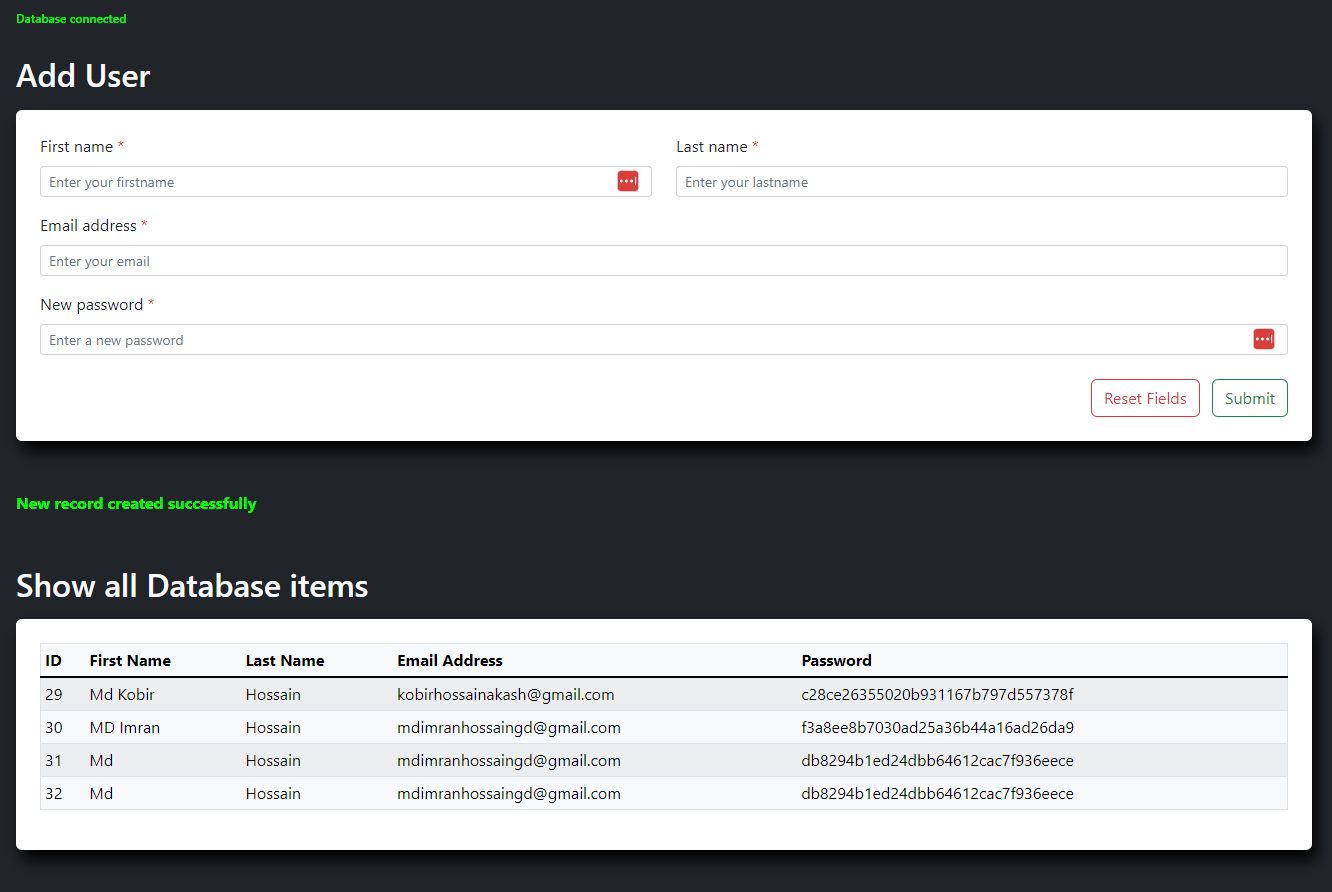 Database connected
Add User
First name * Last name *
Enter your firstname Enter your lastname
Email address *
Enter your email
New password *
Enter a new password
Reset Fields Submit
New record created successfully
Show all Database items
ID First Name Last Name Email Address Password
29 Md Kobir Hossain kobirhossainakash@gmail.com c28ce26355020b931167b797d557378f
30 MD Imran Hossain mdimranhossaingd@gmail.com f3a8ee8b7030ad25a36b44a16ad26da9
31 Md Hossain mdimranhossaingd@gmail.com db8294b1ed24dbb64612cac7f936eece
32 Md Hossain mdimranhossaingd@gmail.com db8294b1ed24dbb64612cac7f936eece